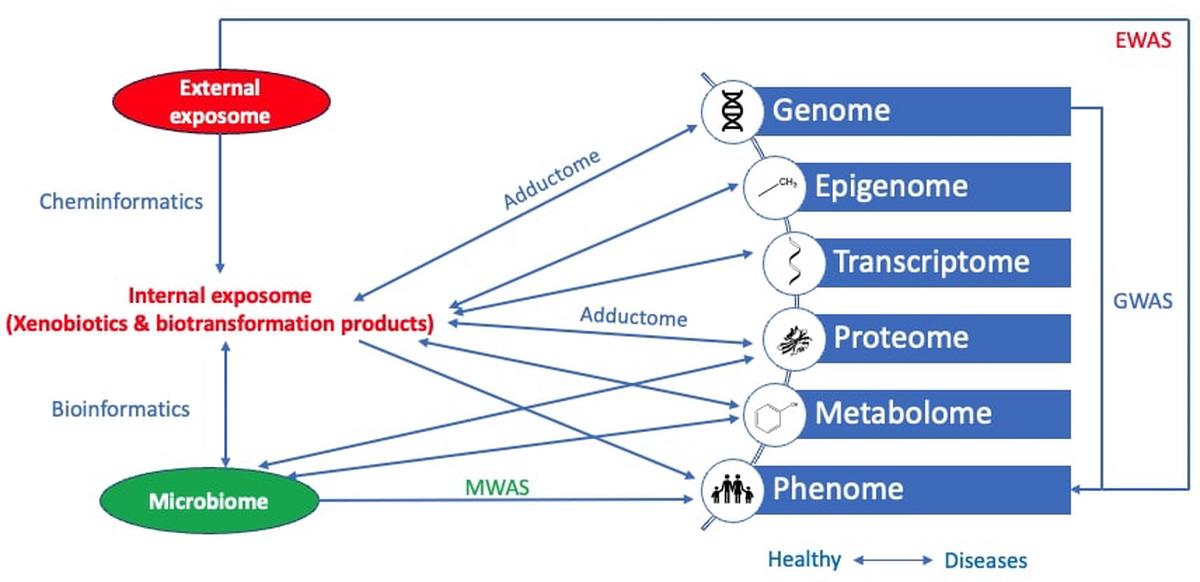 EWAS
External
exposome
Genome
Adductome
CH₃
Epigenome
Cheminformatics
Transcriptome
Internal exposome
(Xenobiotics & biotransformation products)
GWAS
Adductome
Proteome
Bioinformatics
Metabolome
Microbiome
MWAS
Phenome
Healthy
Diseases